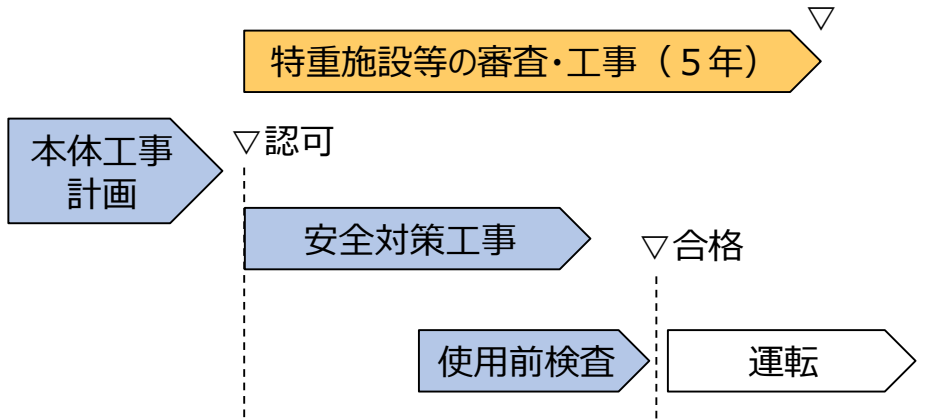 ▽
特重施設等の審査・工事（５年）
本体工事
計画
▽認可
安全対策工事
▽合格
使用前検査
運転